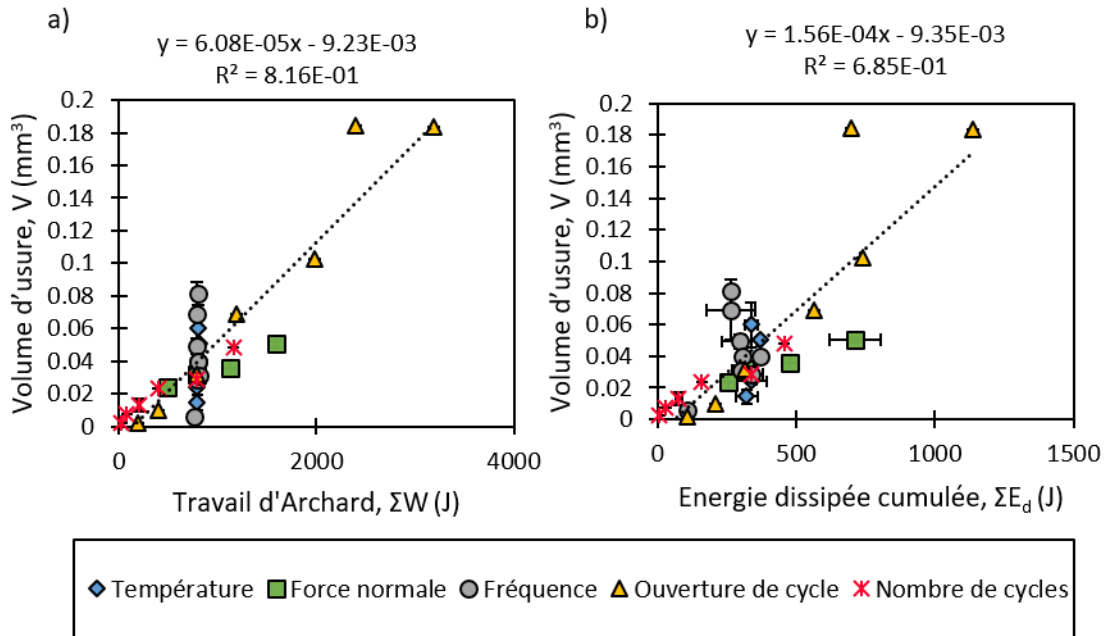 a)
y = 6.08E-05x - 9.23E-03
R² = 8.16E-01
0.2
0.18
0.16
0.14
0.12
0.1
0.08
0.06
0.04
0.02
0
Volume d'usure, V (mm³)
0
2000
4000
Travail d'Archard, ΣW (J)
b)
y = 1.56E-04x - 9.35E-03
R² = 6.85E-01
0.2
0.18
0.16
0.14
0.12
0.1
0.08
0.06
0.04
0.02
0
Volume d'usure, V (mm³)
0
500
1000
1500
Energie dissipée cumulée, ΣE_d (J)
Température Force normale Fréquence Ouverture de cycle Nombre de cycles